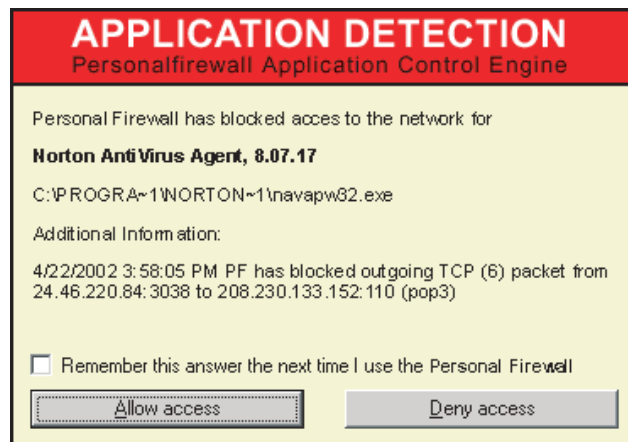 APPLICATION DETECTION
Personalfirewall Application Control Engine
Personal Firewall has blocked acces to the network for
Norton AntiVirus Agent, 8.07.17
C:\PROGRA~1\NORTON~1\navapw32.exe
Additional Information:
4/22/2002 3:58:05 PM PF has blocked outgoing TCP (6) packet from
24.46.220.84:3038 to 208.230.133.152:110 (pop3)
Remember this answer the next time I use the Personal Firewall
Allow access Deny access